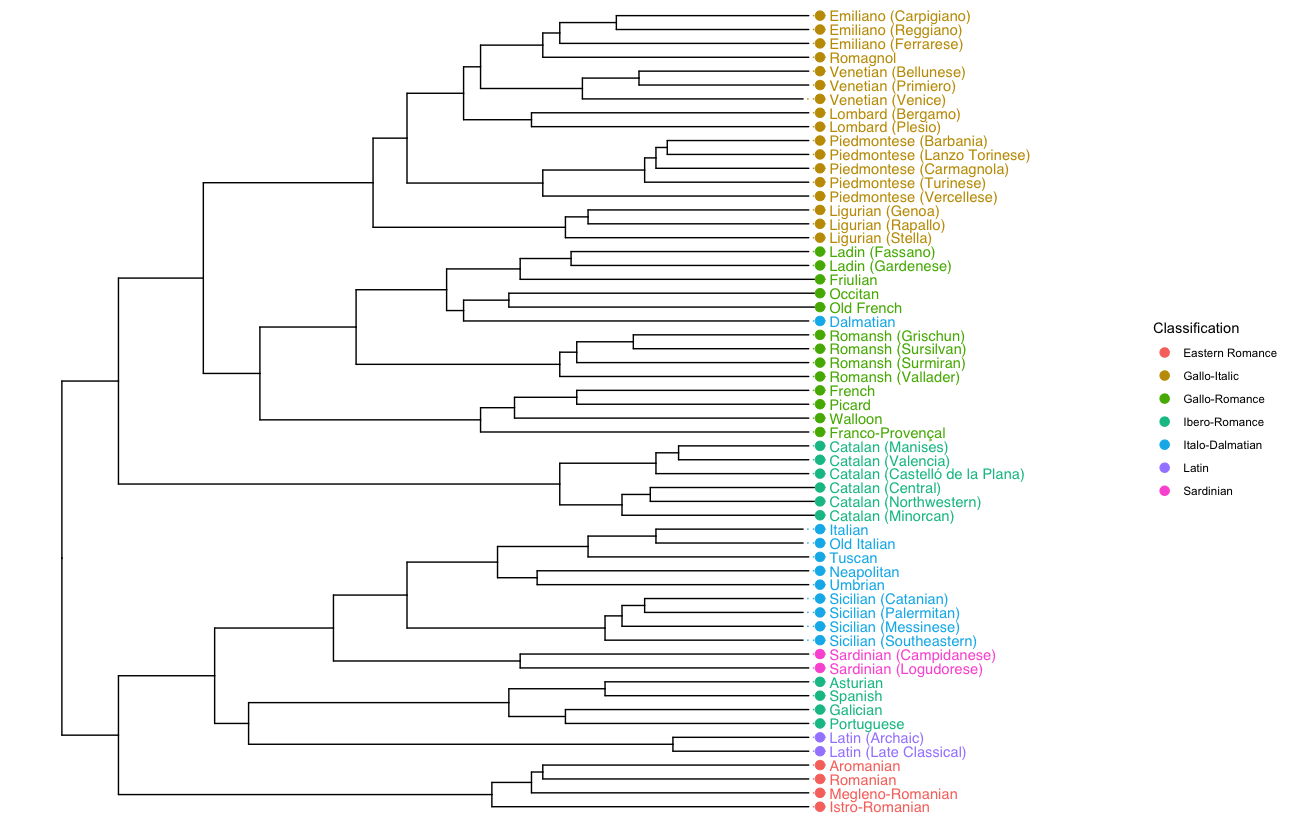 Emiliano (Carpigiano)
Emiliano (Reggiano)
Emiliano (Ferrarese)
Romagnol
Venetian (Bellunese)
Venetian (Primiero)
Venetian (Venice)
Lombard (Bergamo)
Lombard (Plesio)
Piedmontese (Barbania)
Piedmontese (Lanzo Torinese)
Piedmontese (Carmagnola)
Piedmontese (Turinese)
Piedmontese (Vercellese)
Ligurian (Genoa)
Ligurian (Rapallo)
Ligurian (Stella)
Ladin (Fassano)
Ladin (Gardenese)
Friulian
Occitan
Old French
Dalmatian
Romansh (Grischun)
Romansh (Sursilvan)
Romansh (Surmiran)
Romansh (Vallader)
French
Picard
Walloon
Franco-Provençal
Catalan (Manises)
Catalan (Valencia)
Catalan (Castelló de la Plana)
Catalan (Central)
Catalan (Northwestern)
Catalan (Minorcan)
Italian
Old Italian
Tuscan
Neapolitan
Umbrian
Sicilian (Catanian)
Sicilian (Palermitan)
Sicilian (Messinese)
Sicilian (Southeastern)
Sardinian (Campidanese)
Sardinian (Logudorese)
Asturian
Spanish
Galician
Portuguese
Latin (Archaic)
Latin (Late Classical)
Aromanian
Romanian
Megleno-Romanian
Istro-Romanian
Classification
Eastern Romance
Gallo-Italic
Gallo-Romance
Ibero-Romance
Italo-Dalmatian
Latin
Sardinian